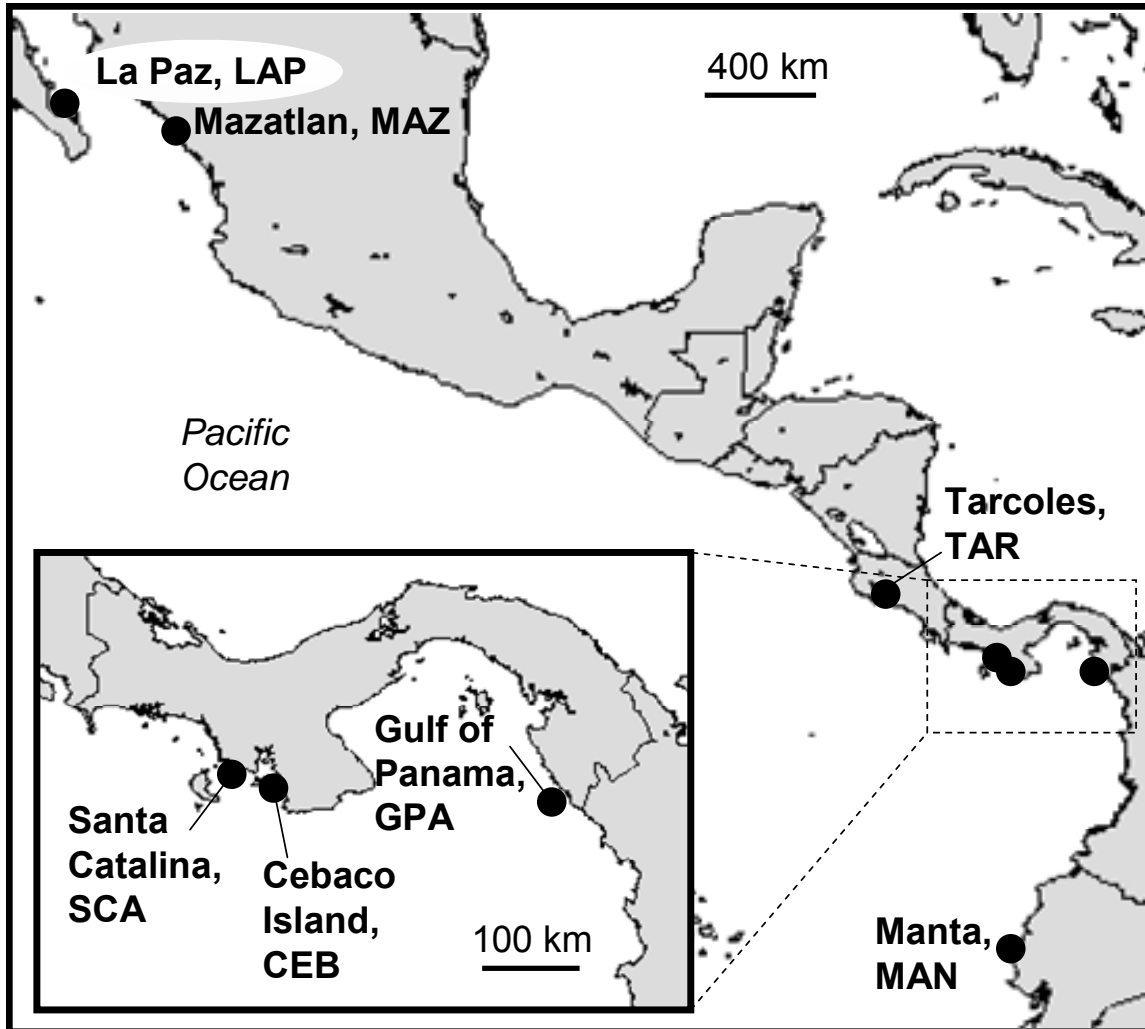 La Paz, LAP
Mazatlan, MAZ
400 km
Pacific
Ocean
Tarcoles,
TAR
Gulf of
Panama,
GPA
Santa
Catalina,
SCA
Cebaco
Island,
CEB
100 km
Manta,
MAN